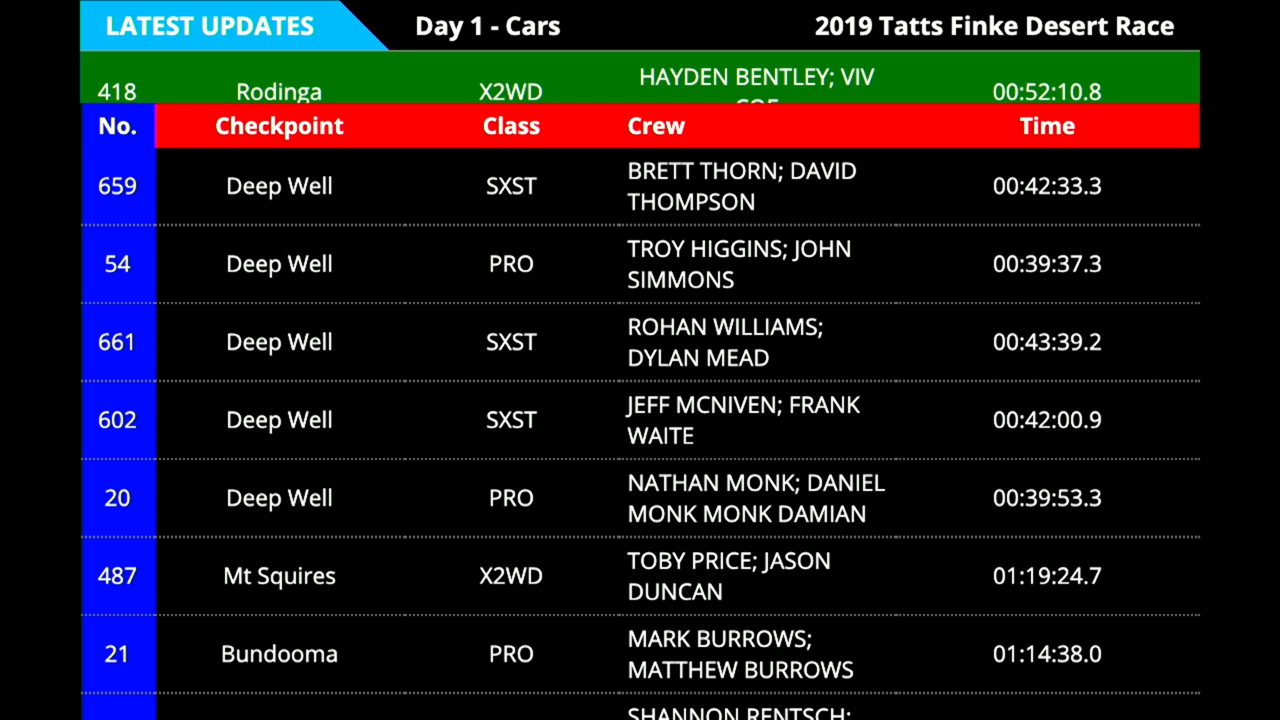 LATEST UPDATES Day 1 - Cars 2019 Tatts Finke Desert Race
HAYDEN BENTLEY; VIV
418 Rodinga X2WD 00:52:10.8
No. Checkpoint Class Crew Time
BRETT THORN; DAVID
659 Deep Well SXST 00:42:33.3
THOMPSON
TROY HIGGINS; JOHN
54 Deep Well PRO 00:39:37.3
SIMMONS
ROHAN WILLIAMS;
661 Deep Well SXST 00:43:39.2
DYLAN MEAD
JEFF MCNIVEN; FRANK
602 Deep Well SXST 00:42:00.9
WAITE
NATHAN MONK; DANIEL
20 Deep Well PRO 00:39:53.3
MONK MONK DAMIAN
TOBY PRICE; JASON
487 Mt Squires X2WD 01:19:24.7
DUNCAN
MARK BURROWS;
21 Bundooma PRO 01:14:38.0
MATTHEW BURROWS
SHANNON RENTSCH;